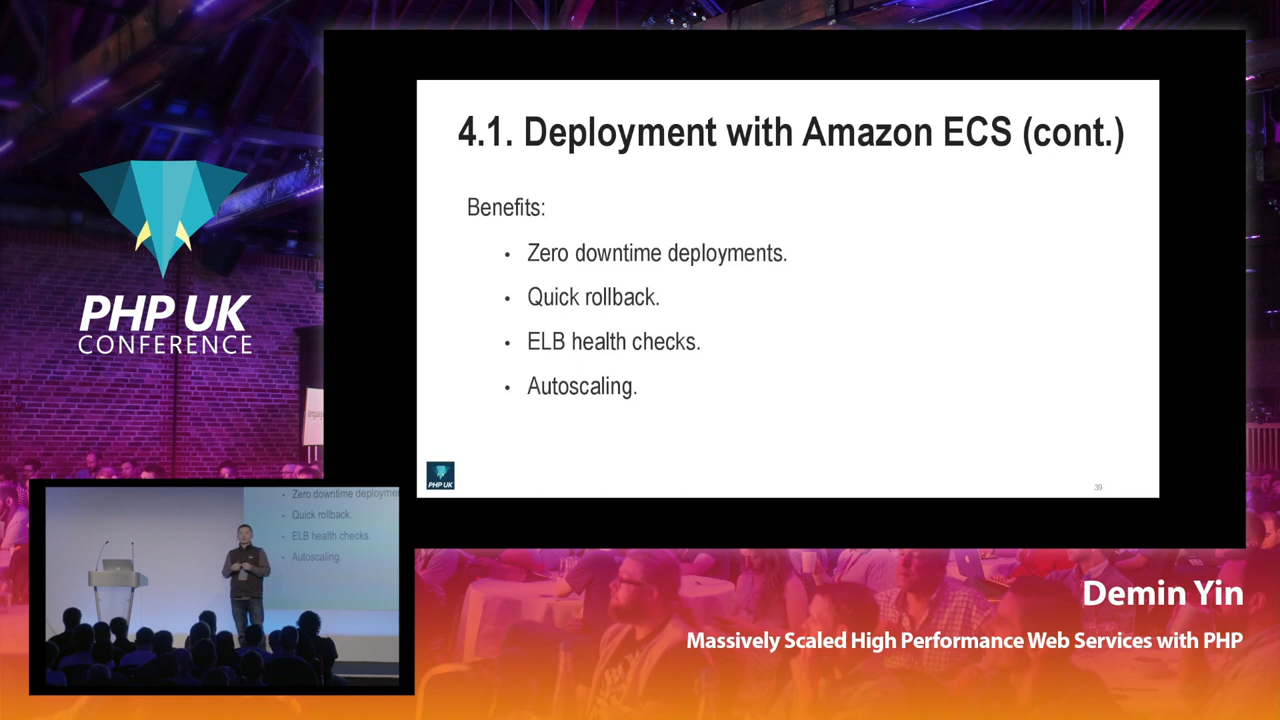 4.1. Deployment with Amazon ECS (cont.)
Benefits:
• Zero downtime deployments.
• Quick rollback.
• ELB health checks.
• Autoscaling.
PHP UK
39
PHP UK
CONFERENCE
• Zero downtime deployme
• Quick rollback.
• ELB health checks.
• Autoscaling.
Demin Yin
Massively Scaled High Performance Web Services with PHP